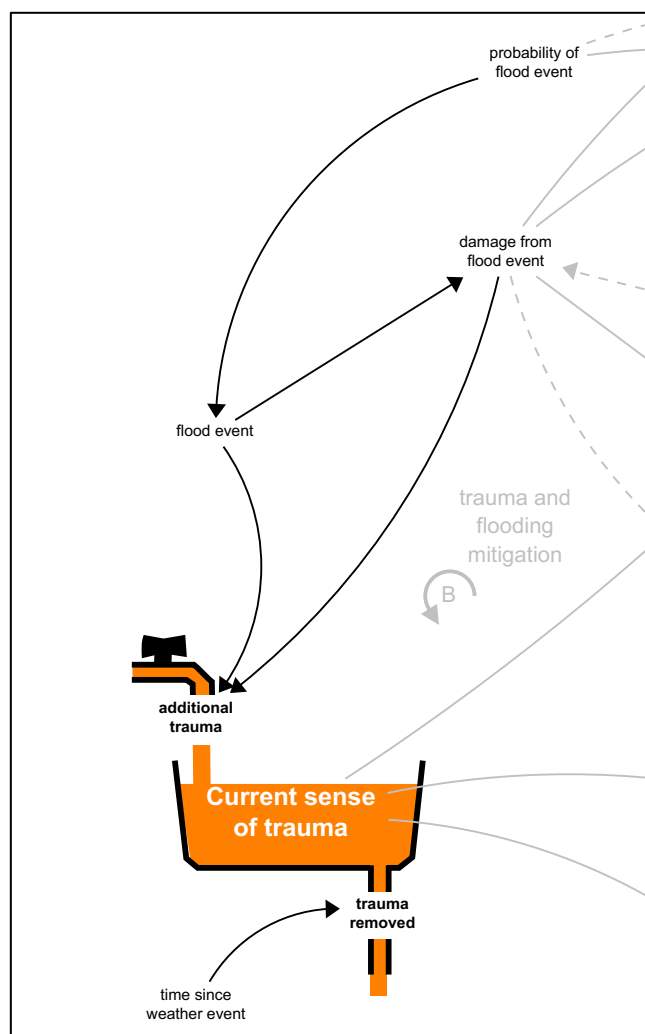 probability of
flood event
damage from
flood event
flood event
trauma and
flooding
mitigation
B
additional
trauma
Current sense
of trauma
trauma
removed
time since
weather event